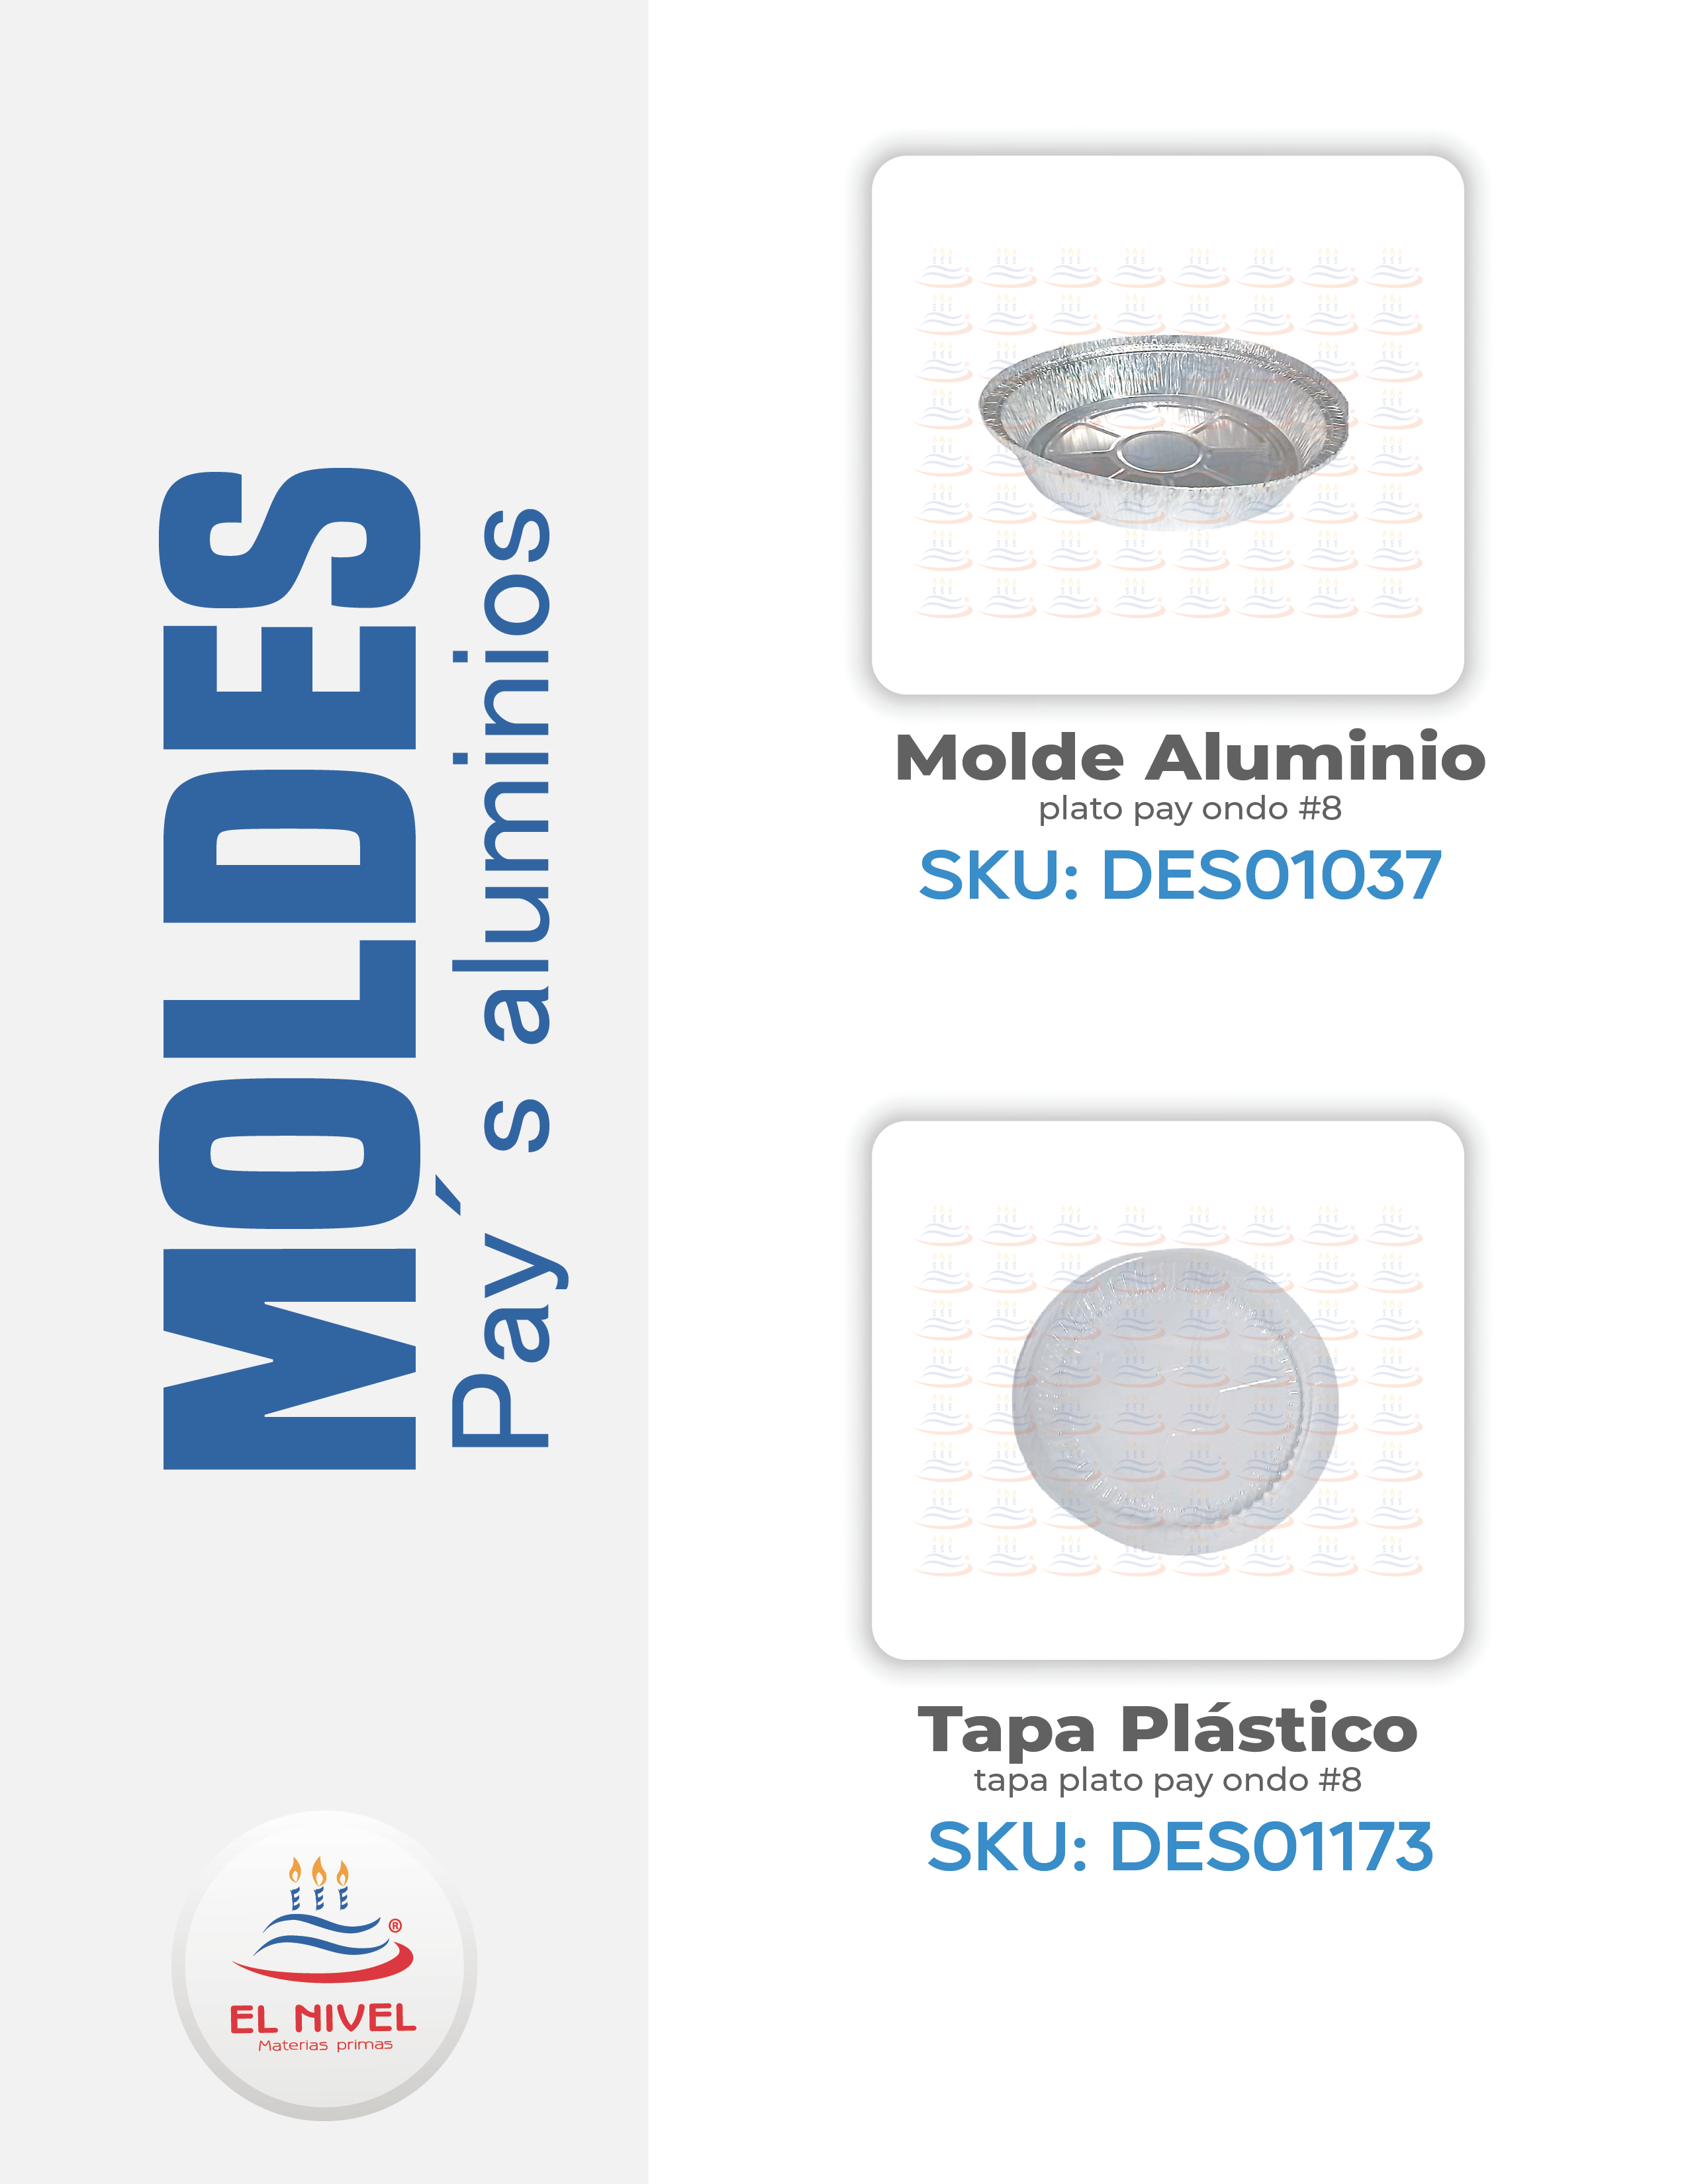 MOLDES
Pay´s aluminios
Molde Aluminio
plato pay ondo #8
SKU: DES01037
Tapa Plástico
tapa plato pay ondo #8
SKU: DES01173
®
EL NIVEL
Materias primas